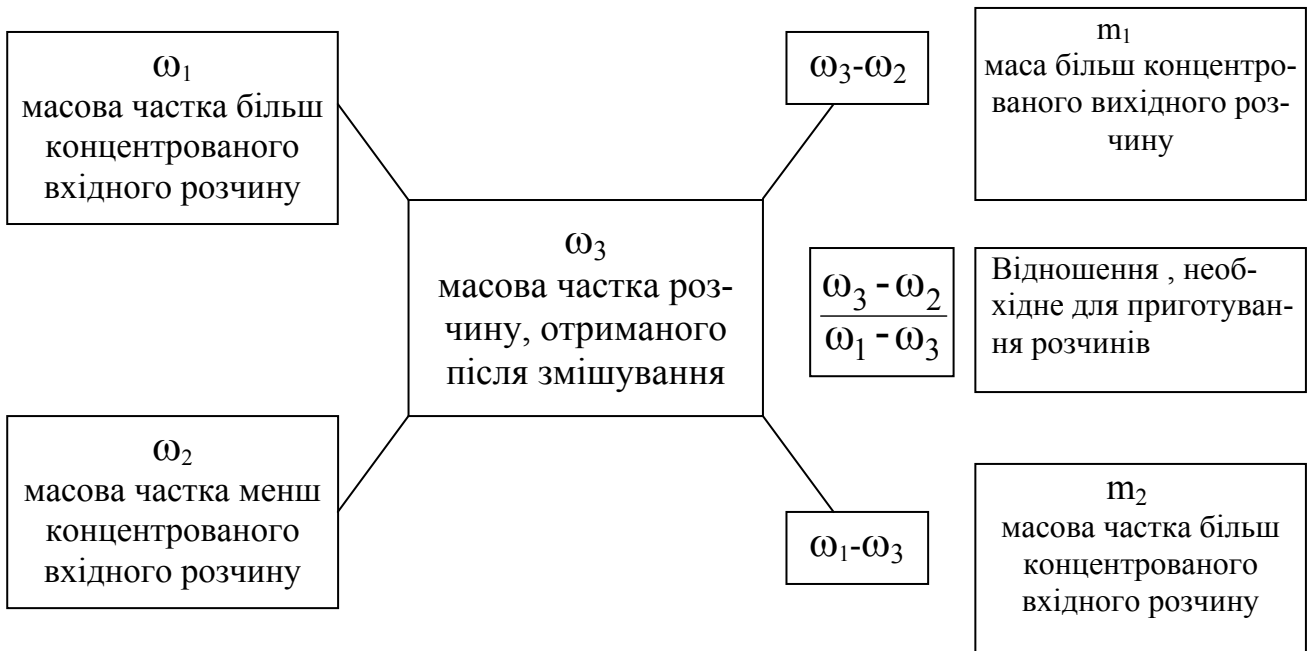 ω₁
масова частка більш
концентрованого
вхідного розчину
ω₃-ω₂
m₁
маса більш концентро-
ваного вихідного роз-
чину
ω₃
масова частка роз-
чину, отриманого
після змішування
ω₃ - ω₂
ω₁ - ω₃
Відношення , необ-
хідне для приготуван-
ня розчинів
ω₂
масова частка менш
концентрованого
вхідного розчину
ω₁-ω₃
m₂
масова частка більш
концентрованого
вхідного розчину